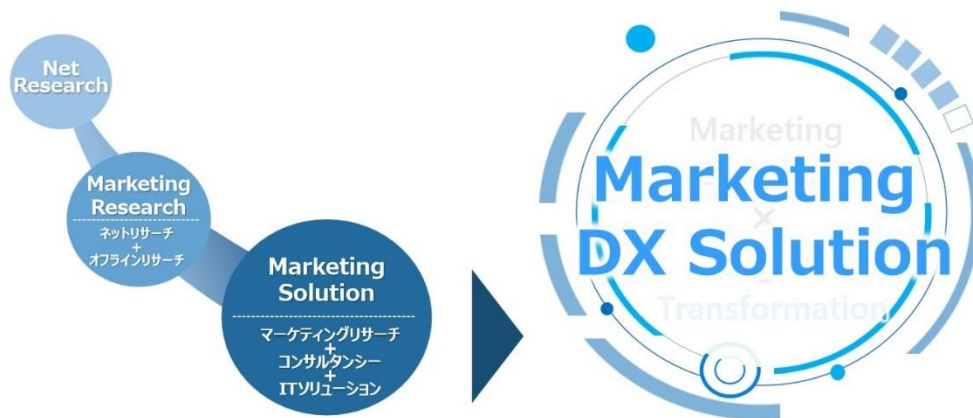 Net
Research
Marketing
Research
ネットリサーチ
+
オフラインリサーチ
Marketing
Solution
マーケティングリサーチ
+
コンサルタンシー
+
ITソリューション
Marketing
×
Transformation
Marketing
DX Solution